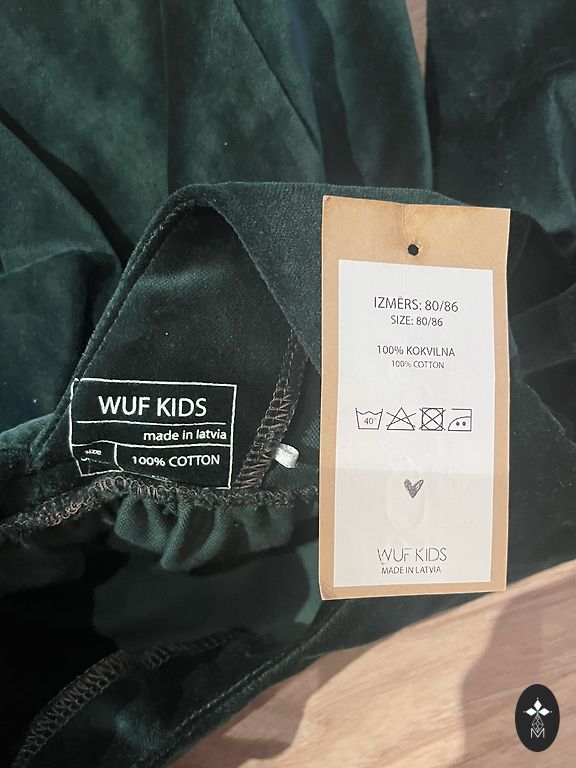 WUF KIDS
made in latvia
size
100% COTTON
IZMĒRS: 80/86
SIZE: 80/86
100% KOKVILNA
100% COTTON
40°
WUF KIDS
MADE IN LATVIA